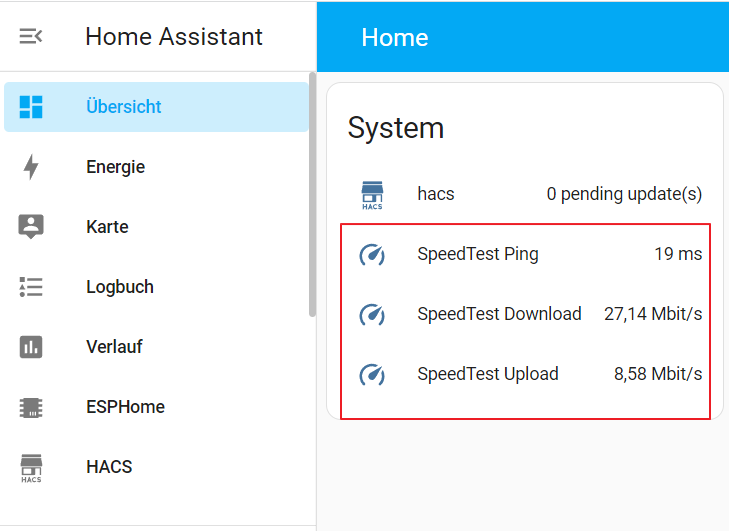 Home Assistant
Home
Übersicht
Energie
Karte
Logbuch
Verlauf
ESPHome
HACS
HACS
System
HACS
hacs 0 pending update(s)
SpeedTest Ping 19 ms
SpeedTest Download 27,14 Mbit/s
SpeedTest Upload 8,58 Mbit/s